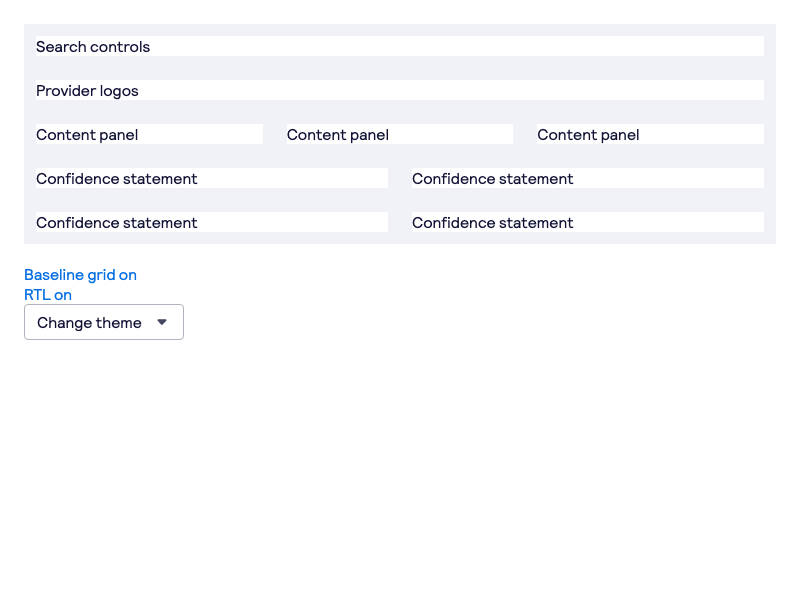 Search controls
Provider logos
Content panel Content panel Content panel
Confidence statement Confidence statement
Confidence statement Confidence statement
Baseline grid on
RTL on
Change theme